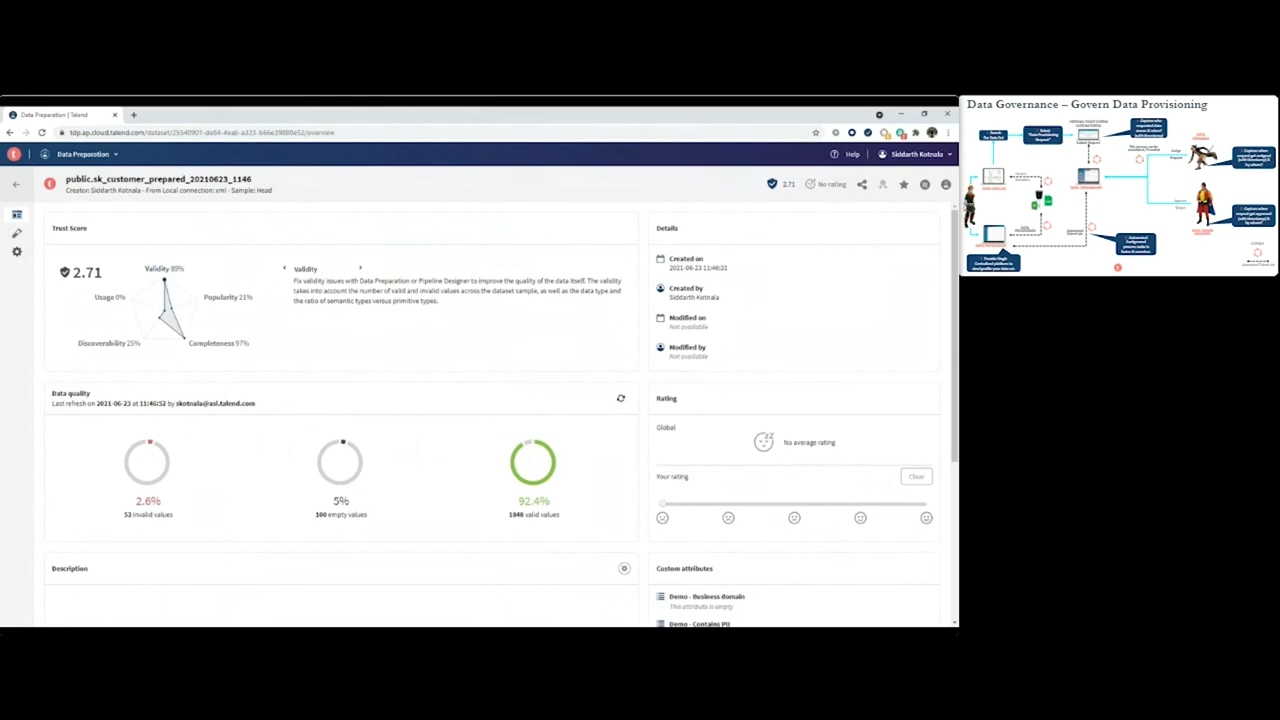 Data Preparation | Talend
tdp.ap.cloud.talend.com/dataset/
Data Preparation
Help
Siddarth Kotnala
public.sk_customer_prepared_20210623_1146
Creator: Siddarth Kotnala - From Local connection: xml - Sample: Head
2.71
No rating
Trust Score
2.71
Validity 89%
Usage 0%
Popularity 21%
Discoverability 25%
Completeness 97%
Validity
Fix validity issues with Data Preparation or Pipeline Designer to improve the quality of the data itself. The validity
takes into account the number of valid and invalid values across the dataset sample, as well as the data type and
the ratio of semantic types versus primitive types.
Details
Created on
2021-06-23 11:46:31
Created by
Siddarth Kotnala
Modified on
Not available
Modified by
Not available
Data quality
Last refresh on 2021-06-23 at 11:46:52 by skotnala@asl.talend.com
2.6%
52 invalid values
5%
100 empty values
92.4%
1848 valid values
Rating
Global
No average rating
Your rating
Clear
Description
Custom attributes
Demo - Business domain
This attribute is empty
Demo - Contains PII
Data Governance – Govern Data Provisioning